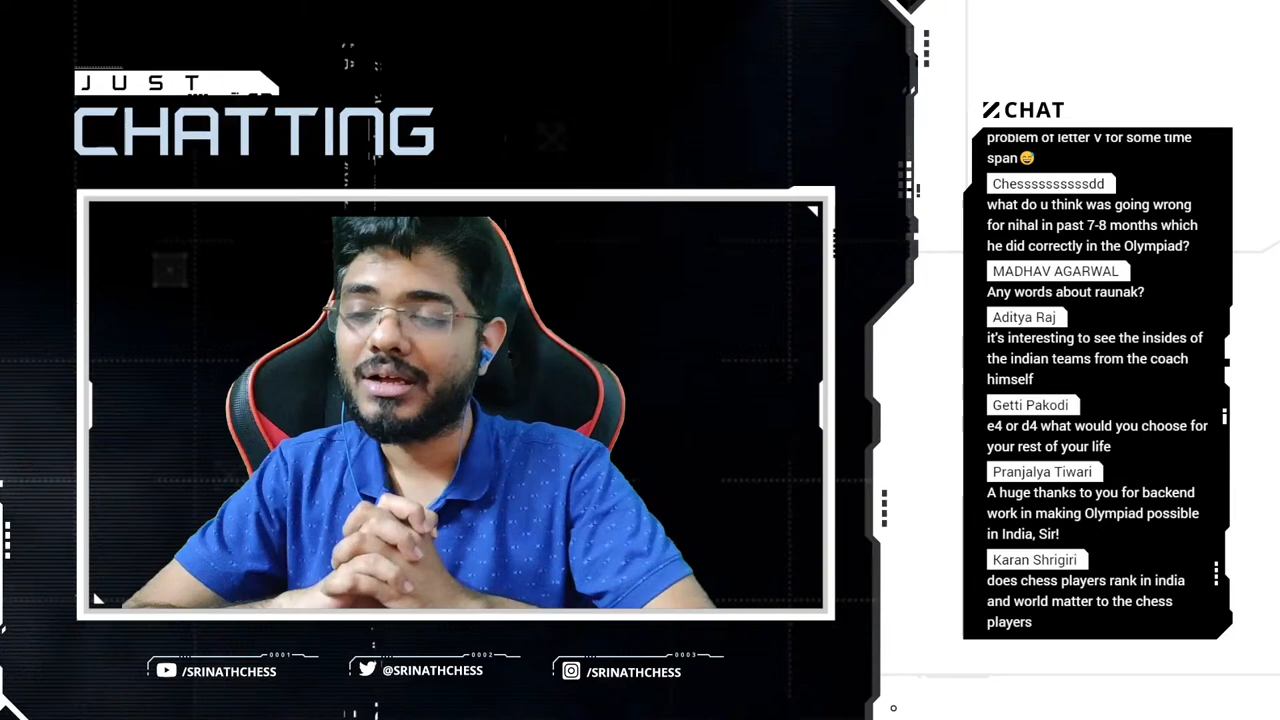 JUST
CHATTING
CHAT
problem of letter V for some time
span😅
Chessssssssssdd
what do u think was going wrong
for nihal in past 7-8 months which
he did correctly in the Olympiad?
MADHAV AGARWAL
Any words about raunak?
Aditya Raj
it's interesting to see the insides of
the indian teams from the coach
himself
Getti Pakodi
e4 or d4 what would you choose for
your rest of your life
Pranjalya Tiwari
A huge thanks to you for backend
work in making Olympiad possible
in India, Sir!
Karan Shrigiri
does chess players rank in india
and world matter to the chess
players
0001
/SRINATHCHESS
0002
@SRINATHCHESS
0003
/SRINATHCHESS